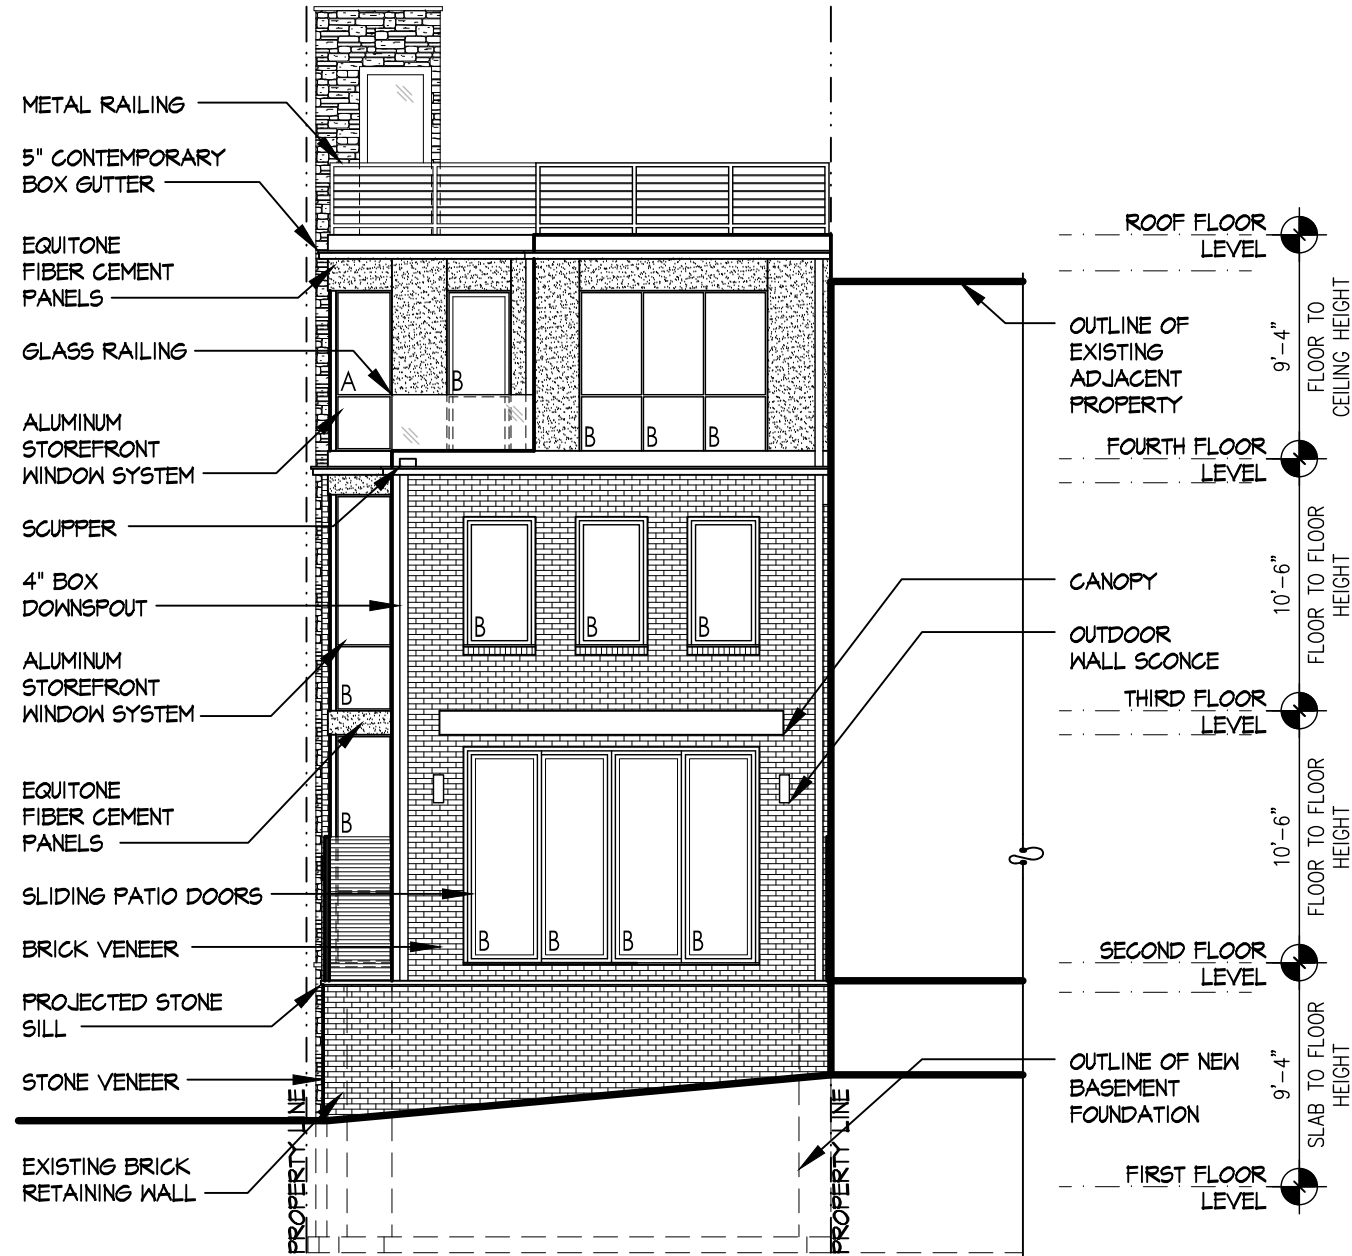 METAL RAILING
5" CONTEMPORARY
BOX GUTTER
EQUITONE
FIBER CEMENT
PANELS
GLASS RAILING
ALUMINUM
STOREFRONT
WINDOW SYSTEM
SCUPPER
4" BOX
DOWNSPOUT
ALUMINUM
STOREFRONT
WINDOW SYSTEM
EQUITONE
FIBER CEMENT
PANELS
SLIDING PATIO DOORS
BRICK VENEER
PROJECTED STONE
SILL
STONE VENEER
EXISTING BRICK
RETAINING WALL
A
B
B
B
B
B
B
B
B
B
B
B
B
B
PROPERTY LINE
PROPERTY LINE
OUTLINE OF
EXISTING
ADJACENT
PROPERTY
CANOPY
OUTDOOR
WALL SCONCE
OUTLINE OF NEW
BASEMENT
FOUNDATION
ROOF FLOOR
LEVEL
9'-4"
FLOOR TO
CEILING HEIGHT
FOURTH FLOOR
LEVEL
10'-6"
FLOOR TO FLOOR
HEIGHT
THIRD FLOOR
LEVEL
10'-6"
FLOOR TO FLOOR
HEIGHT
SECOND FLOOR
LEVEL
9'-4"
SLAB TO FLOOR
HEIGHT
FIRST FLOOR
LEVEL